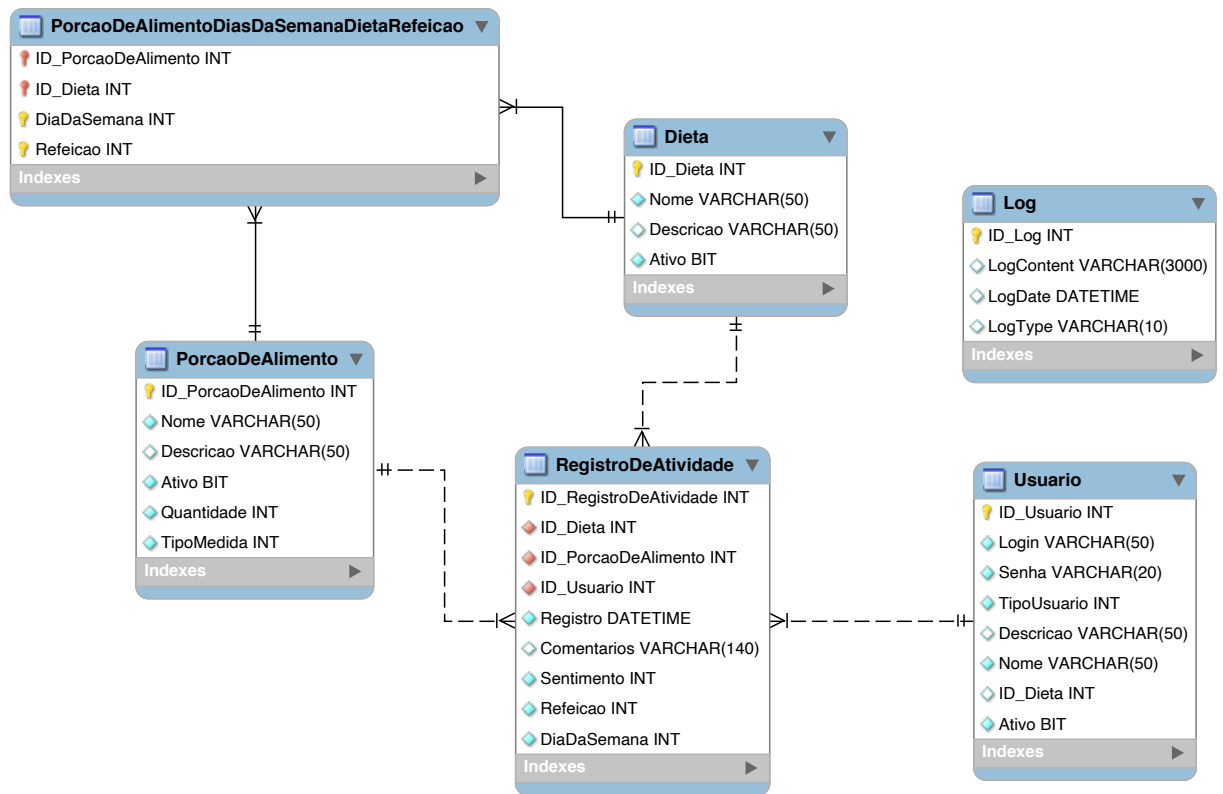 PorcaoDeAlimentoDiasDaSemanaDietaRefeicao
ID_PorcaoDeAlimento INT
ID_Dieta INT
DiaDaSemana INT
Refeicao INT
Indexes
Dieta
ID_Dieta INT
Nome VARCHAR(50)
Descricao VARCHAR(50)
Ativo BIT
Indexes
Log
ID_Log INT
LogContent VARCHAR(3000)
LogDate DATETIME
LogType VARCHAR(10)
Indexes
PorcaoDeAlimento
ID_PorcaoDeAlimento INT
Nome VARCHAR(50)
Descricao VARCHAR(50)
Ativo BIT
Quantidade INT
TipoMedida INT
Indexes
RegistroDeAtividade
ID_RegistroDeAtividade INT
ID_Dieta INT
ID_PorcaoDeAlimento INT
ID_Usuario INT
Registro DATETIME
Comentarios VARCHAR(140)
Sentimento INT
Refeicao INT
DiaDaSemana INT
Indexes
Usuario
ID_Usuario INT
Login VARCHAR(50)
Senha VARCHAR(20)
TipoUsuario INT
Descricao VARCHAR(50)
Nome VARCHAR(50)
ID_Dieta INT
Ativo BIT
Indexes